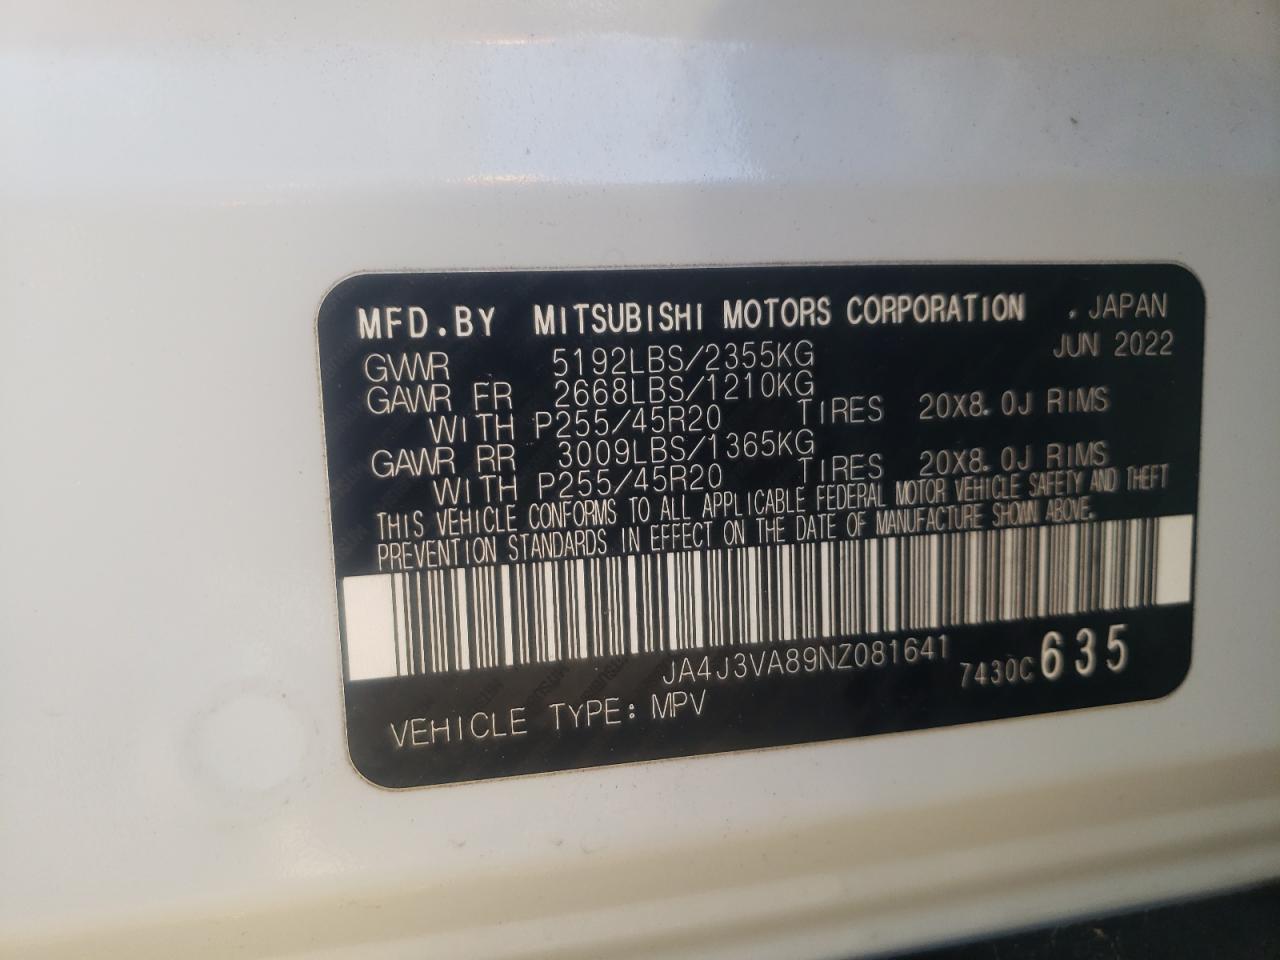 MFD.BY MITSUBISHI MOTORS CORPORATION , JAPAN
GVWR 5192LBS/2355KG JUN 2022
GAWR FR 2668LBS/1210KG
WITH P255/45R20 TIRES 20X8.0J RIMS
GAWR RR 3009LBS/1365KG
WITH P255/45R20 TIRES 20X8.0J RIMS
THIS VEHICLE CONFORMS TO ALL APPLICABLE FEDERAL MOTOR VEHICLE SAFETY AND THEFT
PREVENTION STANDARDS IN EFFECT ON THE DATE OF MANUFACTURE SHOWN ABOVE.
JA4J3VA89NZ081641 7430C 635
VEHICLE TYPE: MPV